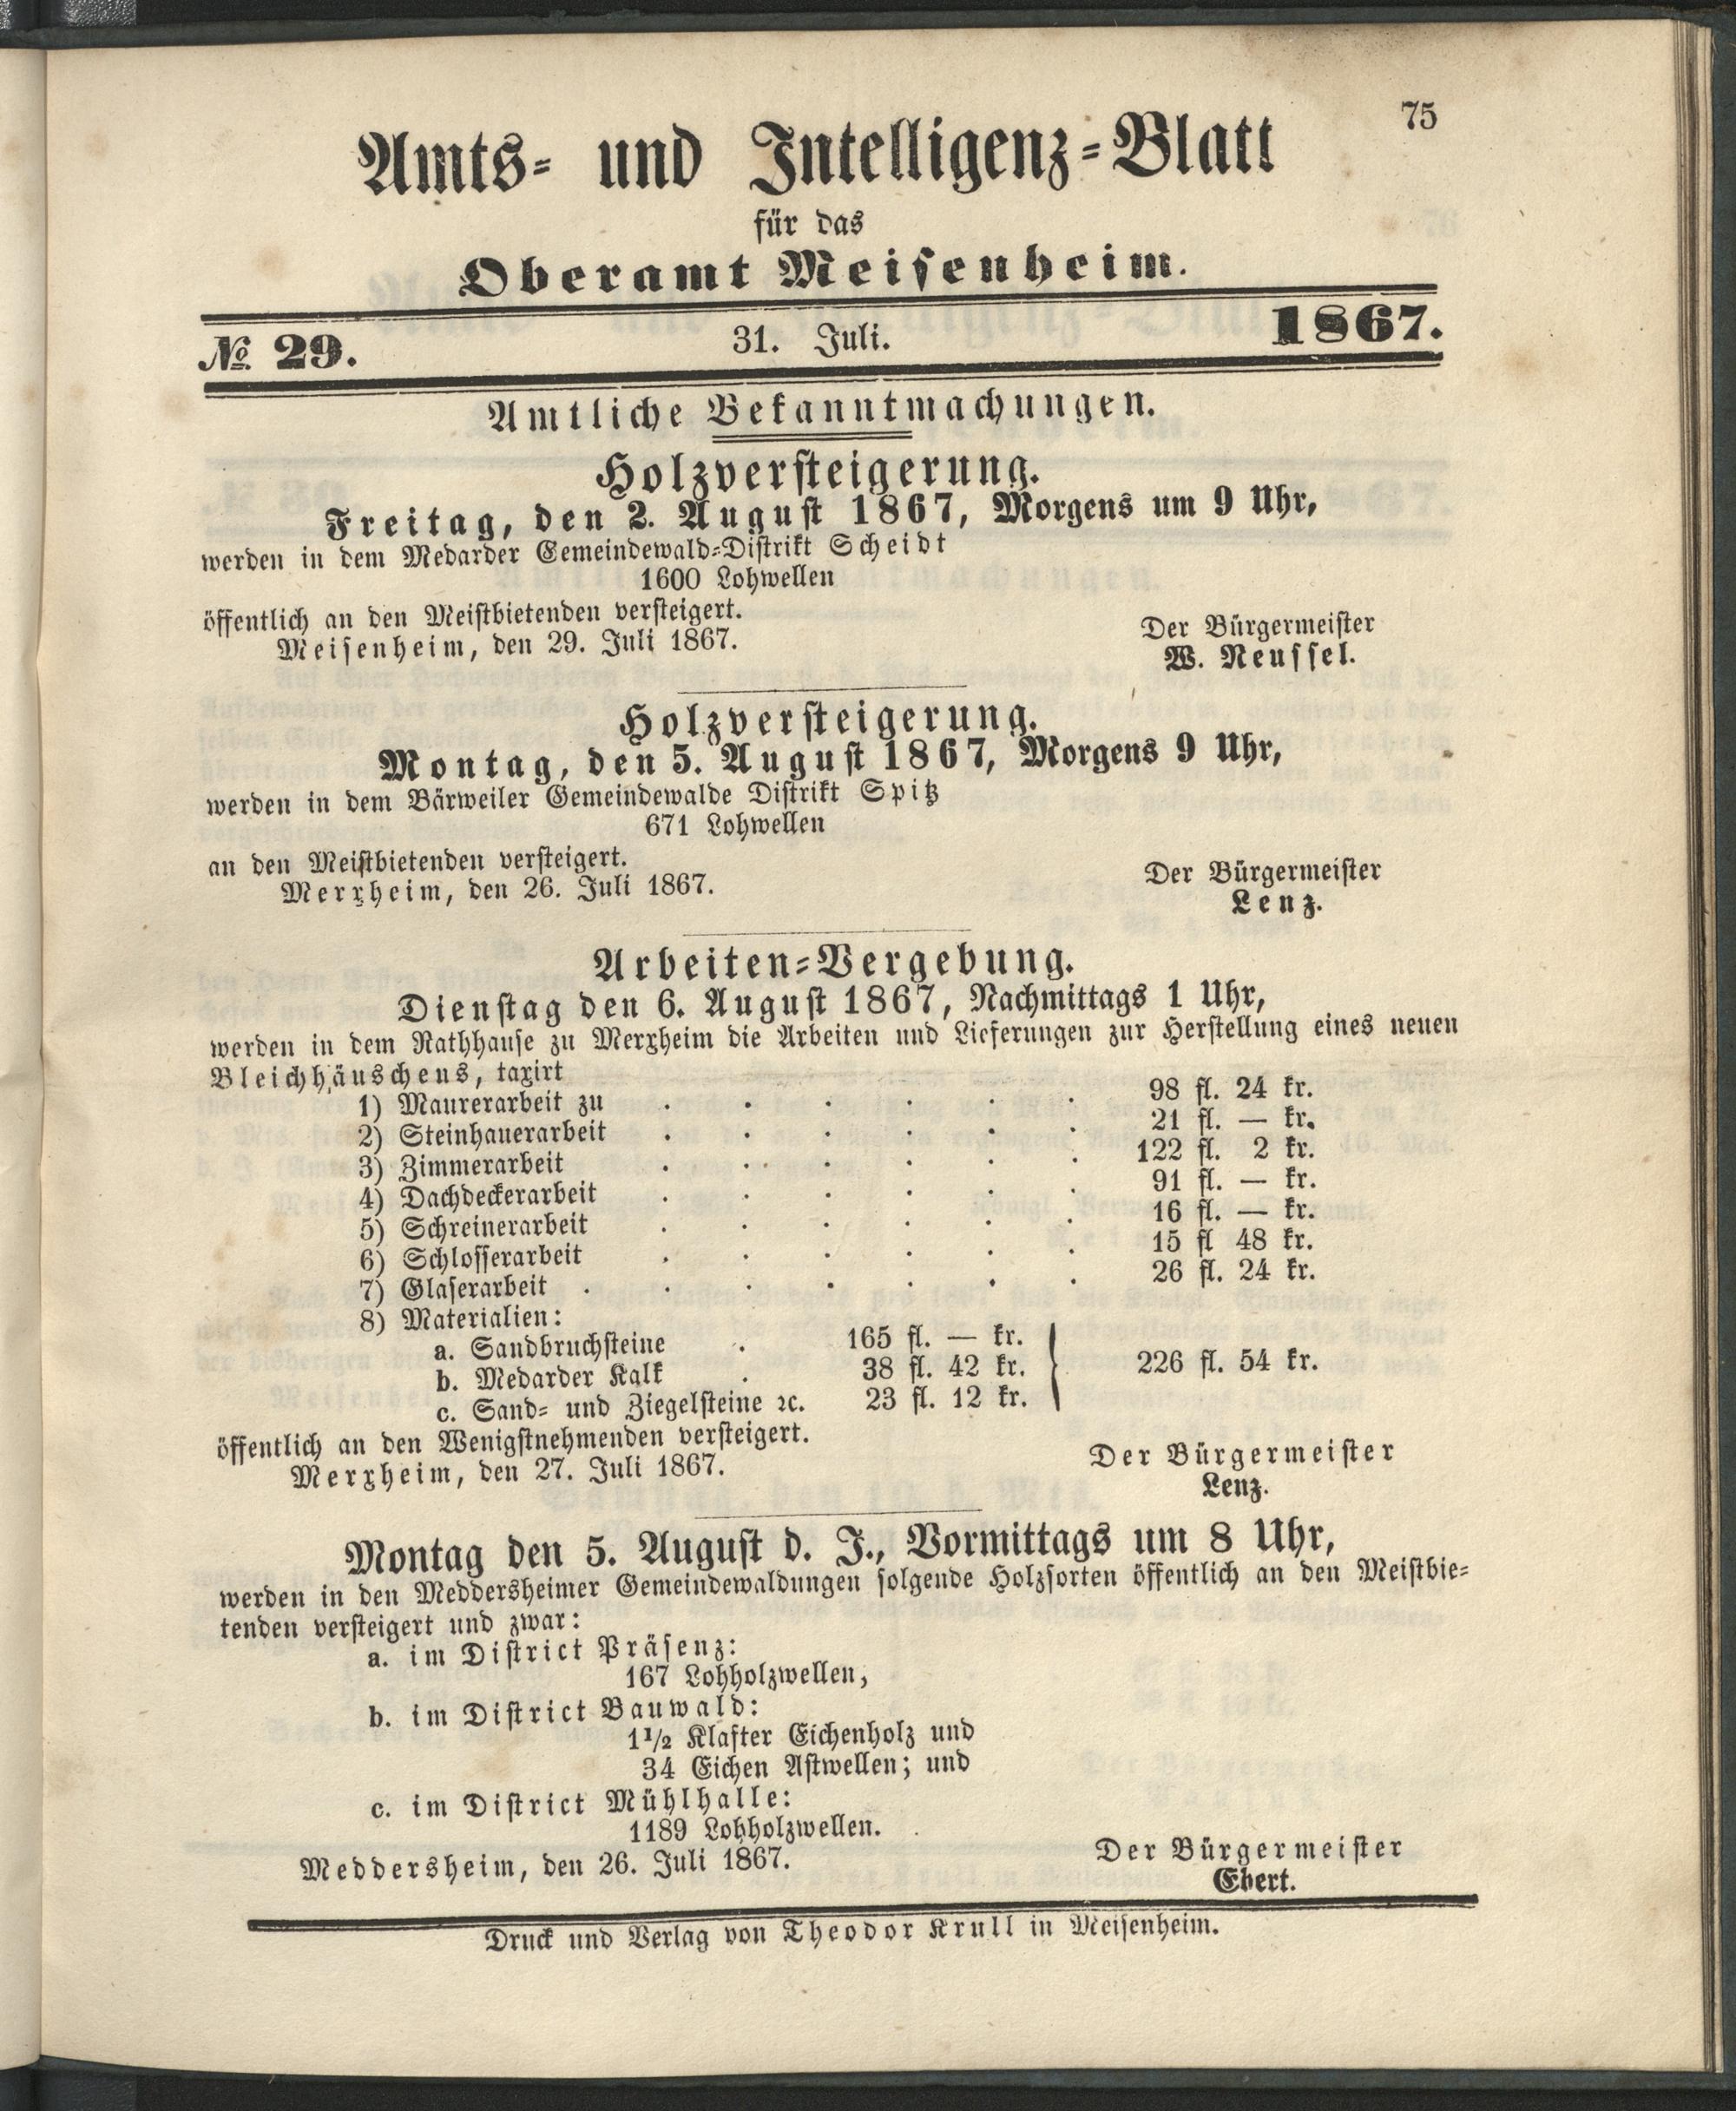 75
Amts- und Intelligenz-Blatt
für das
Oberamt Meisenheim.
№ 29. 31. Juli. 1867.
Amtliche Bekanntmachungen.
Holzversteigerung.
Freitag, den 2. August 1867, Morgens um 9 Uhr,
werden in dem Medarder Gemeindewald-Distrikt Scheidt
1600 Lohwellen
öffentlich an den Meistbietenden versteigert.
Meisenheim, den 29. Juli 1867.
Der Bürgermeister
W. Neussel.
Holzversteigerung.
Montag, den 5. August 1867, Morgens 9 Uhr,
werden in dem Bärweiler Gemeindewalde Distrikt Spitz
671 Lohwellen
an den Meistbietenden versteigert.
Merxheim, den 26. Juli 1867.
Der Bürgermeister
Lenz.
Arbeiten-Vergebung.
Dienstag den 6. August 1867, Nachmittags 1 Uhr,
werden in dem Rathhause zu Merxheim die Arbeiten und Lieferungen zur Herstellung eines neuen
Bleichhäuschens, taxirt
1) Maurerarbeit zu . . . . . . 98 fl. 24 kr.
2) Steinhauerarbeit . . . . . . 21 fl. — kr.
3) Zimmerarbeit . . . . . . 122 fl. 2 kr.
4) Dachdeckerarbeit . . . . . . 91 fl. — kr.
5) Schreinerarbeit . . . . . . 16 fl. — kr.
6) Schlosserarbeit . . . . . . 15 fl 48 kr.
7) Glaserarbeit . . . . . . . 26 fl. 24 kr.
8) Materialien:
a. Sandbruchsteine . 165 fl. — kr.
b. Medarder Kalk . 38 fl. 42 kr. } 226 fl. 54 kr.
c. Sand- und Ziegelsteine ꝛc. 23 fl. 12 kr.
öffentlich an den Wenigstnehmenden versteigert.
Merxheim, den 27. Juli 1867.
Der Bürgermeister
Lenz.
Montag den 5. August d. J., Vormittags um 8 Uhr,
werden in den Meddersheimer Gemeindewaldungen folgende Holzsorten öffentlich an den Meistbie-
tenden versteigert und zwar:
a. im District Präsenz:
167 Lohholzwellen,
b. im District Bauwald:
1½ Klafter Eichenholz und
34 Eichen Astwellen; und
c. im District Mühlhalle:
1189 Lohholzwellen.
Meddersheim, den 26. Juli 1867.
Der Bürgermeister
Ebert.
Druck und Verlag von Theodor Krull in Meisenheim.